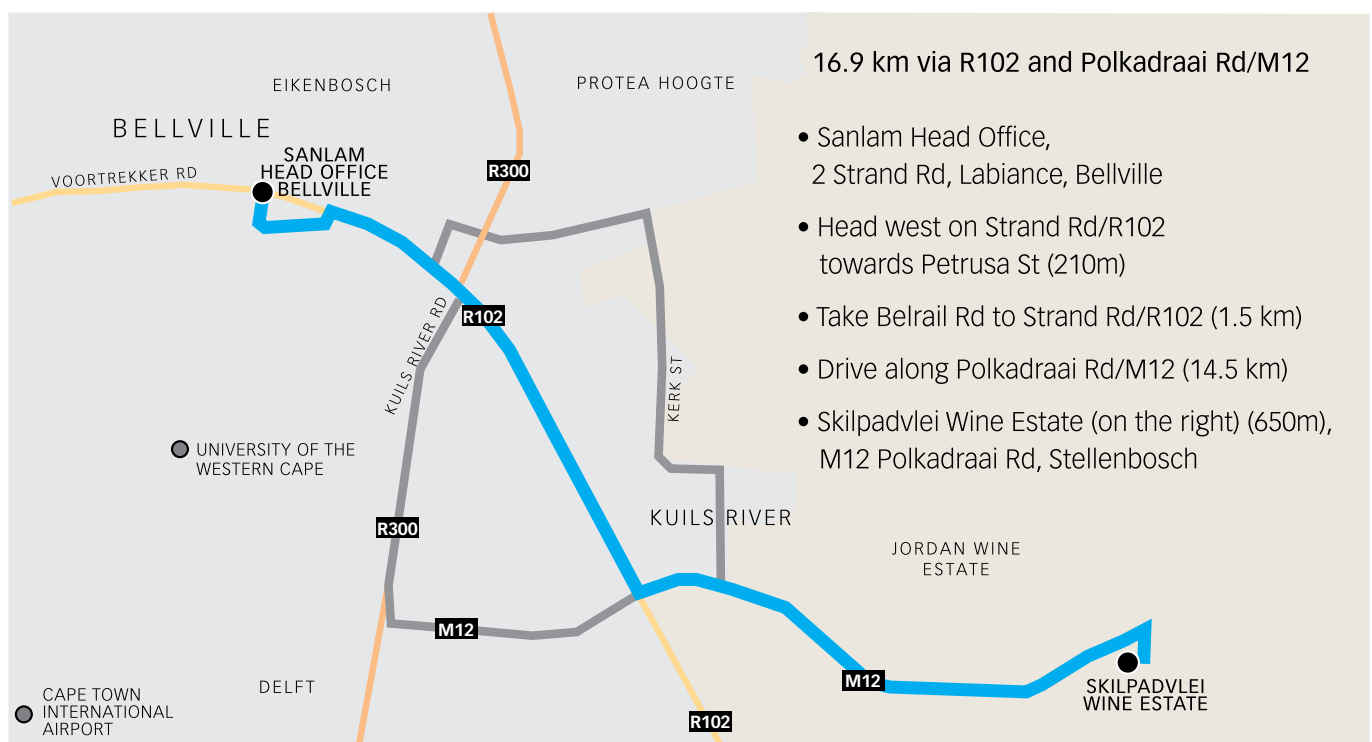 16.9 km via R102 and Polkadraai Rd/M12
• Sanlam Head Office,
2 Strand Rd, Labiance, Bellville
• Head west on Strand Rd/R102
towards Petrusa St (210m)
• Take Belrail Rd to Strand Rd/R102 (1.5 km)
• Drive along Polkadraai Rd/M12 (14.5 km)
• Skilpadvlei Wine Estate (on the right) (650m),
M12 Polkadraai Rd, Stellenbosch
EIKENBOSCH
PROTEA HOOGTE
BELLVILLE
SANLAM
HEAD OFFICE
BELLVILLE
VOORTREKKER RD
R300
R102
KUILS RIVER RD
KERK ST
UNIVERSITY OF THE
WESTERN CAPE
R300
KUILS RIVER
JORDAN WINE
ESTATE
M12
M12
DELFT
SKILPADVLEI
WINE ESTATE
CAPE TOWN
INTERNATIONAL
AIRPORT
R102